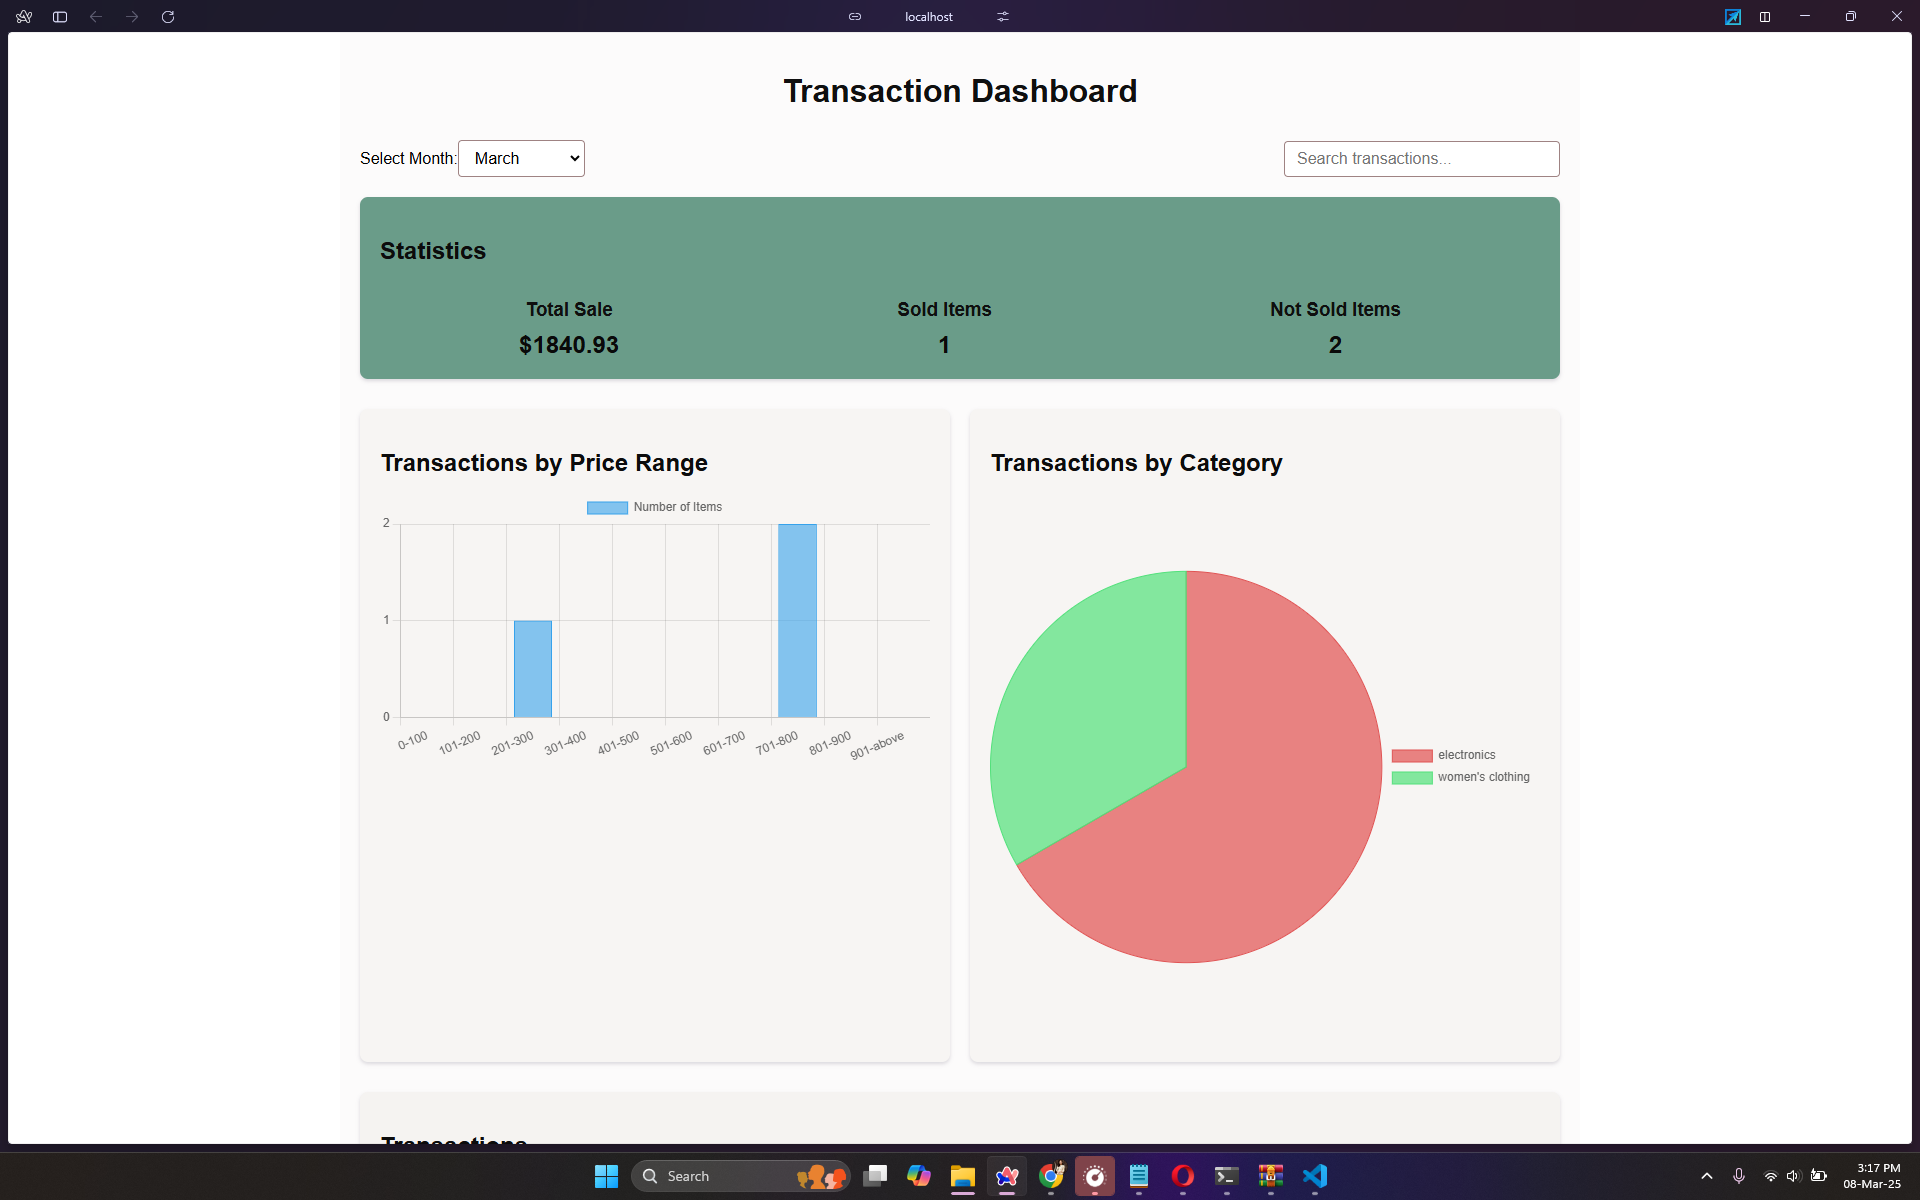 localhost
Transaction Dashboard
Select Month: March
Search transactions...
Statistics
Total Sale
Sold Items
Not Sold Items
$1840.93
1
2
Transactions by Price Range
Number of Items
2
1
0
0-100
101-200
201-300
301-400
401-500
501-600
601-700
701-800
801-900
901-above
Transactions by Category
electronics
women's clothing
Transactions
Search
3:17 PM
08-Mar-25